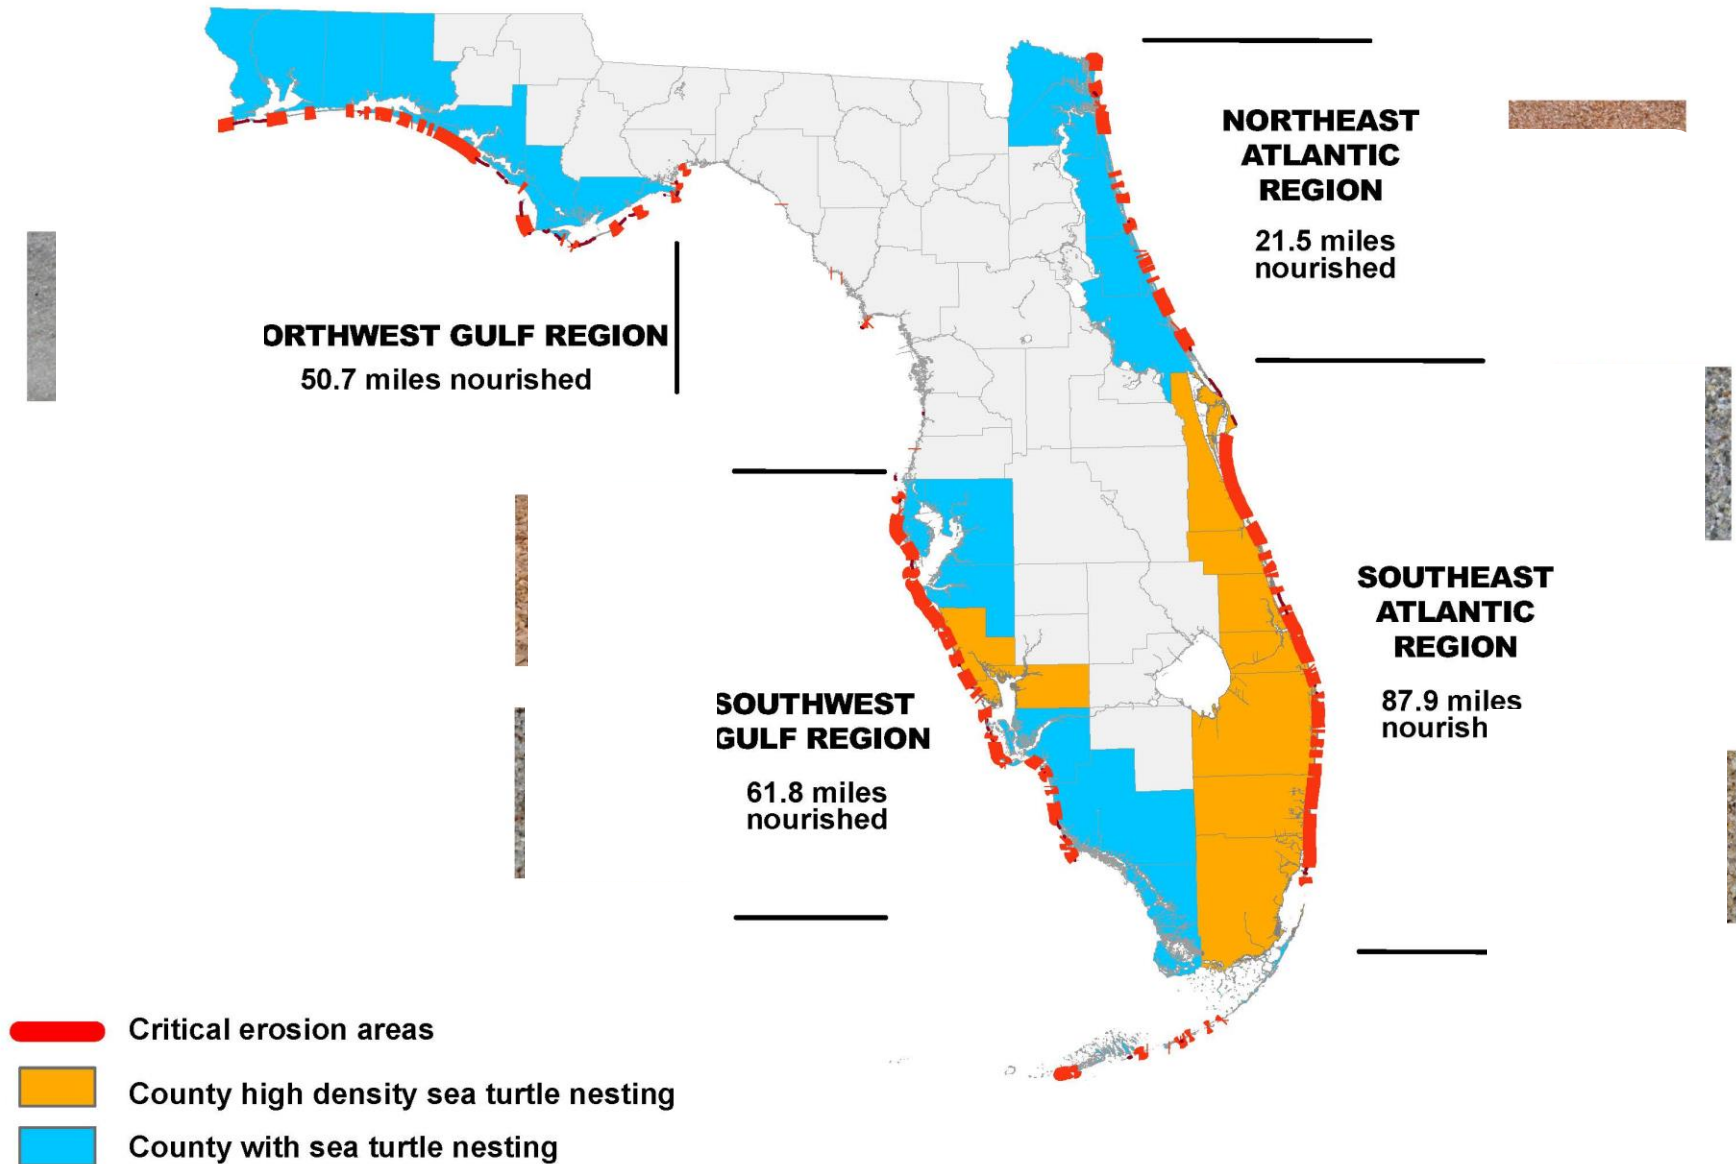 NORTHEAST
ATLANTIC
REGION
21.5 miles
nourished
ORTHWEST GULF REGION
50.7 miles nourished
SOUTHEAST
ATLANTIC
REGION
87.9 miles
nourish
SOUTHWEST
GULF REGION
61.8 miles
nourished
Critical erosion areas
County high density sea turtle nesting
County with sea turtle nesting